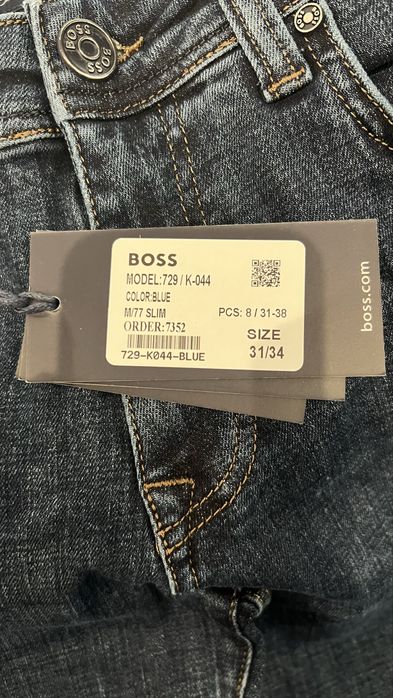 BOSS
BOSS
BOSS
MODEL:729 / K-044
COLOR:BLUE
M/77 SLIM
PCS: 8 / 31-38
ORDER:7352
SIZE
31/34
729-K044-BLUE
boss.com